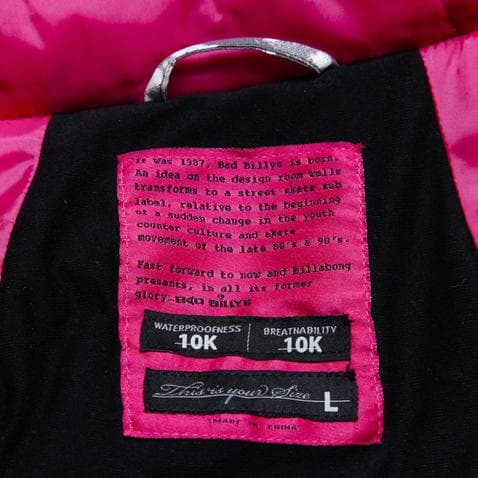 It was 1987, Bad Billys is born.
An idea on the design room walls
transforms to a street skate sub
label, relative to the beginning
of a sudden change in the youth
counter culture and skate
movement of the late 80's & 90's.
Fast forward to now and Billabong
presents, in all its former
glory-BAD BILLYS
WATERPROOFNESS BREATHABILITY
10K 10K
This is your Size L
MADE IN CHINA